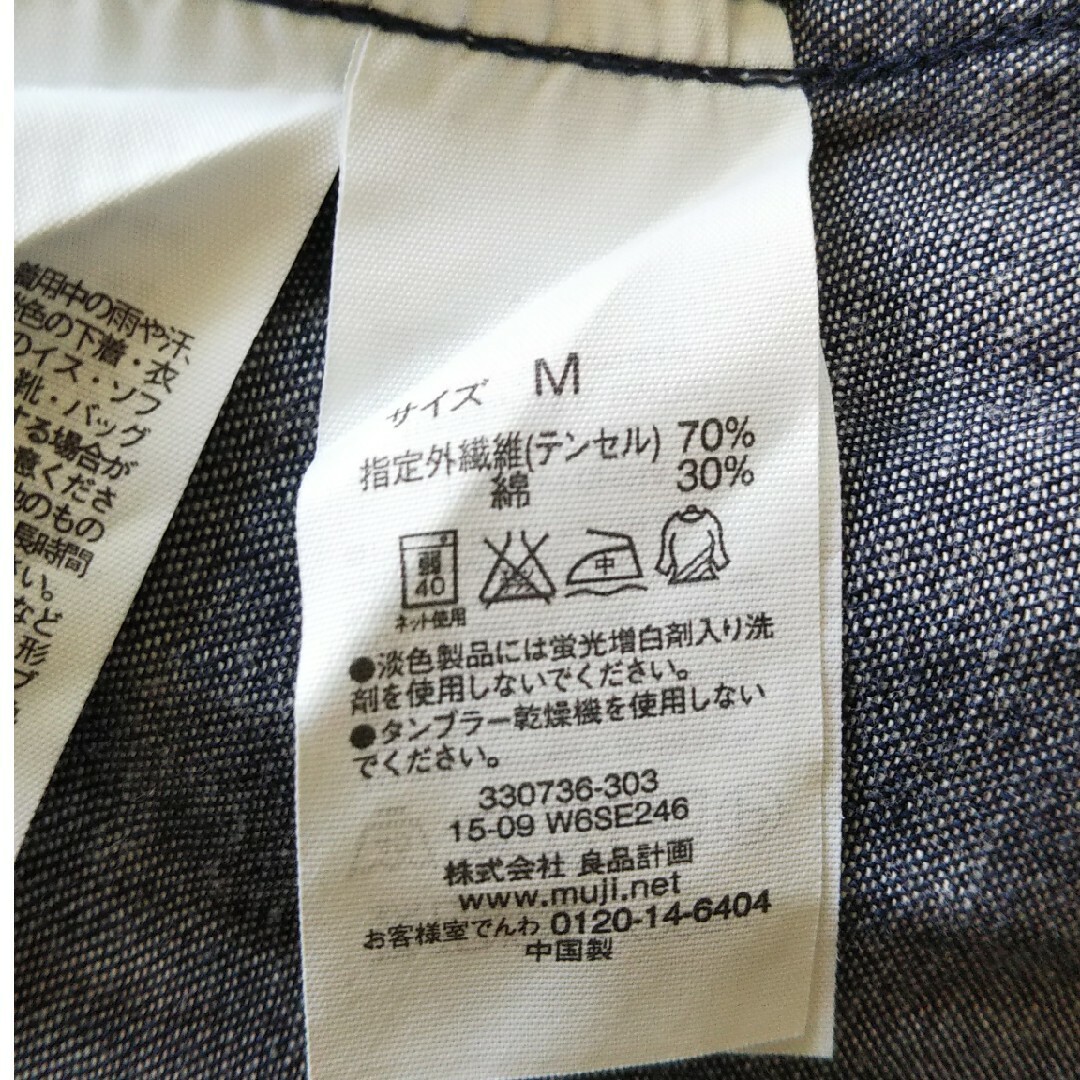 着用中の雨や汗、
色の下着・衣
のイス・ソフ
靴・バッグ
する場合が
意くださ
地のもの
長時間
い。
など
形
ブ
サイズ M
指定外繊維(テンセル) 70%
綿 30%
弱
40
中
ネット使用
●淡色製品には蛍光増白剤入り洗
剤を使用しないでください。
●タンブラー乾燥機を使用しない
でください。
330736-303
15-09 W6SE246
株式会社 良品計画
www.muji.net
お客様室でんわ 0120-14-6404
中国製